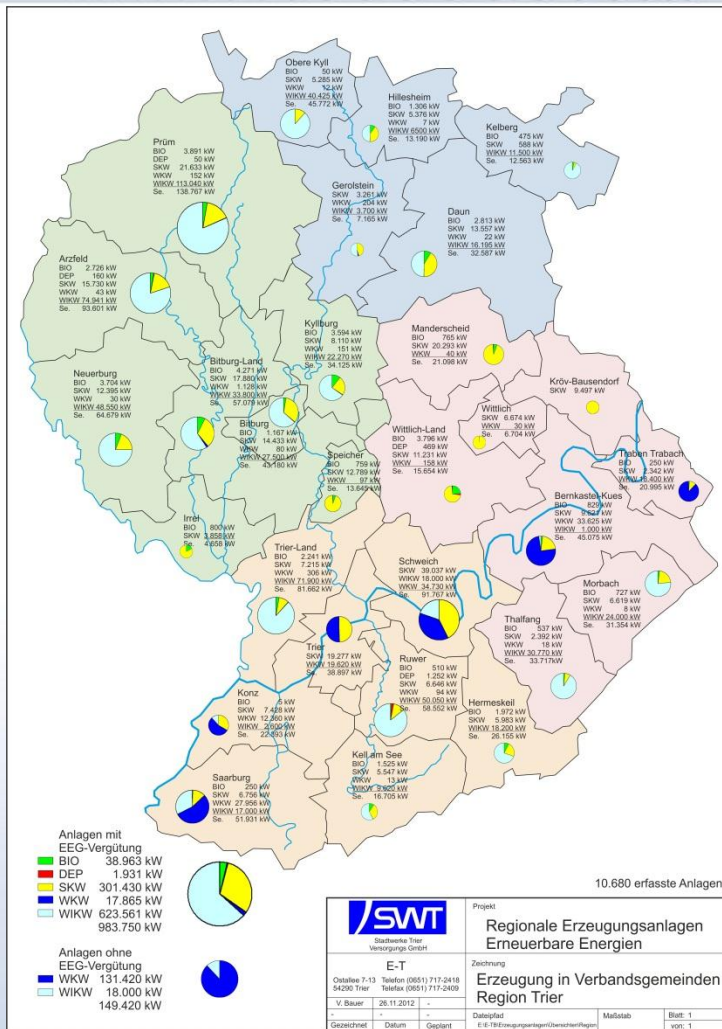 Obere Kyll
BIO 50 kW
SKW 5.285 kW
WKW 12 kW
WIKW 40.425 kW
Se. 45.772 kW
Hillesheim
BIO 1.306 kW
SKW 5.376 kW
WKW 7 kW
WIKW 6500 kW
Se. 13.190 kW
Kelberg
BIO 475 kW
SKW 588 kW
WIKW 11.500 kW
Se. 12.563 kW
Prüm
BIO 3.891 kW
DEP 50 kW
SKW 21.633 kW
WKW 152 kW
WIKW 113.040 kW
Se. 138.767 kW
Gerolstein
SKW 3.261 kW
WKW 204 kW
WIKW 3.700 kW
Se. 7.165 kW
Daun
BIO 2.813 kW
SKW 13.557 kW
WKW 22 kW
WIKW 16.195 kW
Se. 32.587 kW
Arzfeld
BIO 2.726 kW
DEP 160 kW
SKW 15.730 kW
WKW 43 kW
WIKW 74.941 kW
Se. 93.601 kW
Kyllburg
BIO 3.594 kW
SKW 8.110 kW
WKW 151 kW
WIKW 22.270 kW
Se. 34.125 kW
Manderscheid
BIO 765 kW
SKW 20.293 kW
WKW 40 kW
Se. 21.098 kW
Neuerburg
BIO 3.704 kW
SKW 12.395 kW
WKW 30 kW
WIKW 48.550 kW
Se. 64.679 kW
Bitburg-Land
BIO 4.271 kW
SKW 17.880 kW
WKW 1.128 kW
WIKW 33.800 kW
Se. 57.079 kW
Bitburg
BIO 1.167 kW
SKW 14.433 kW
WKW 80 kW
WIKW 27.500 kW
Se. 43.180 kW
Kröv-Bausendorf
SKW 9.497 kW
Wittlich
SKW 6.674 kW
WKW 30 kW
Se. 6.704 kW
Wittlich-Land
BIO 3.796 kW
DEP 469 kW
SKW 11.231 kW
WKW 158 kW
Se. 15.654 kW
Speicher
BIO 759 kW
SKW 12.789 kW
WKW 97 kW
Se. 13.645 kW
Traben Trabach
BIO 250 kW
SKW 2.342 kW
WKW 18.400 kW
Se. 20.995 kW
Bernkastel-Kues
BIO 829 kW
SKW 9.621 kW
WKW 33.625 kW
WIKW 1.000 kW
Se. 45.075 kW
Irrel
BIO 800 kW
SKW 3.858 kW
Se. 4.658 kW
Trier-Land
BIO 2.241 kW
SKW 7.215 kW
WKW 306 kW
WIKW 71.900 kW
Se. 81.662 kW
Schweich
SKW 39.037 kW
WIKW 18.000 kW
WKW 34.730 kW
Se. 91.767 kW
Morbach
BIO 727 kW
SKW 6.619 kW
WKW 8 kW
WIKW 24.000 kW
Se. 31.354 kW
Thalfang
BIO 537 kW
SKW 2.392 kW
WKW 18 kW
WIKW 30.770 kW
Se. 33.717kW
Trier
SKW 19.277 kW
WKW 19.620 kW
Se. 38.897 kW
Ruwer
BIO 510 kW
DEP 1.252 kW
SKW 6.646 kW
WKW 94 kW
WIKW 50.050 kW
Se. 58.552 kW
Konz
BIO 5 kW
SKW 7.428 kW
WKW 12.360 kW
WIKW 2.600 kW
Se. 22.393 kW
Hermeskeil
BIO 1.972 kW
SKW 5.983 kW
WIKW 18.200 kW
Se. 26.155 kW
Kell am See
BIO 1.525 kW
SKW 5.547 kW
WKW 13 kW
WIKW 9.620 kW
Se. 16.705 kW
Saarburg
BIO 250 kW
SKW 6.756 kW
WKW 27.956 kW
WIKW 17.000 kW
Se. 51.931 kW
Anlagen mit
EEG-Vergütung
BIO 38.963 kW
DEP 1.931 kW
SKW 301.430 kW
WKW 17.865 kW
WIKW 623.561 kW
983.750 kW
Anlagen ohne
EEG-Vergütung
WKW 131.420 kW
WIKW 18.000 kW
149.420 kW
10.680 erfasste Anlagen
SWT
Stadtwerke Trier
Versorgungs GmbH
E-T
Ostallee 7-13 Telefon (0651) 717-2418
54290 Trier Telefax (0651) 717-2409
V. Bauer 26.11.2012 -
- - -
Gezeichnet Datum Geplant
Projekt
Regionale Erzeugungsanlagen
Erneuerbare Energien
Zeichnung
Erzeugung in Verbandsgemeinden
Region Trier
Dateipfad Maßstab Blatt: 1
von: 1